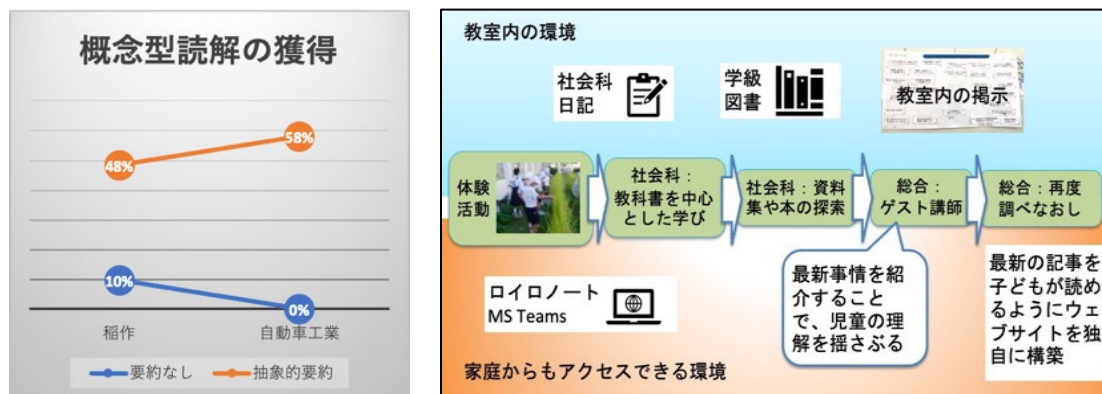 概念型読解の獲得
48%
58%
10%
0%
稲作
自動車工業
要約なし
抽象的要約
教室内の環境
社会科
日記
学級
図書
教室内の掲示
体験
活動
社会科：
教科書を中心
とした学び
社会科：資料
集や本の探索
総合：
ゲスト講師
総合：再度
調べなおし
ロイロノート
MS Teams
最新事情を紹
介すること
で、児童の理
解を揺さぶる
最新の記事を
子どもが読め
るようにウェ
ブサイトを独
自に構築
家庭からもアクセスできる環境